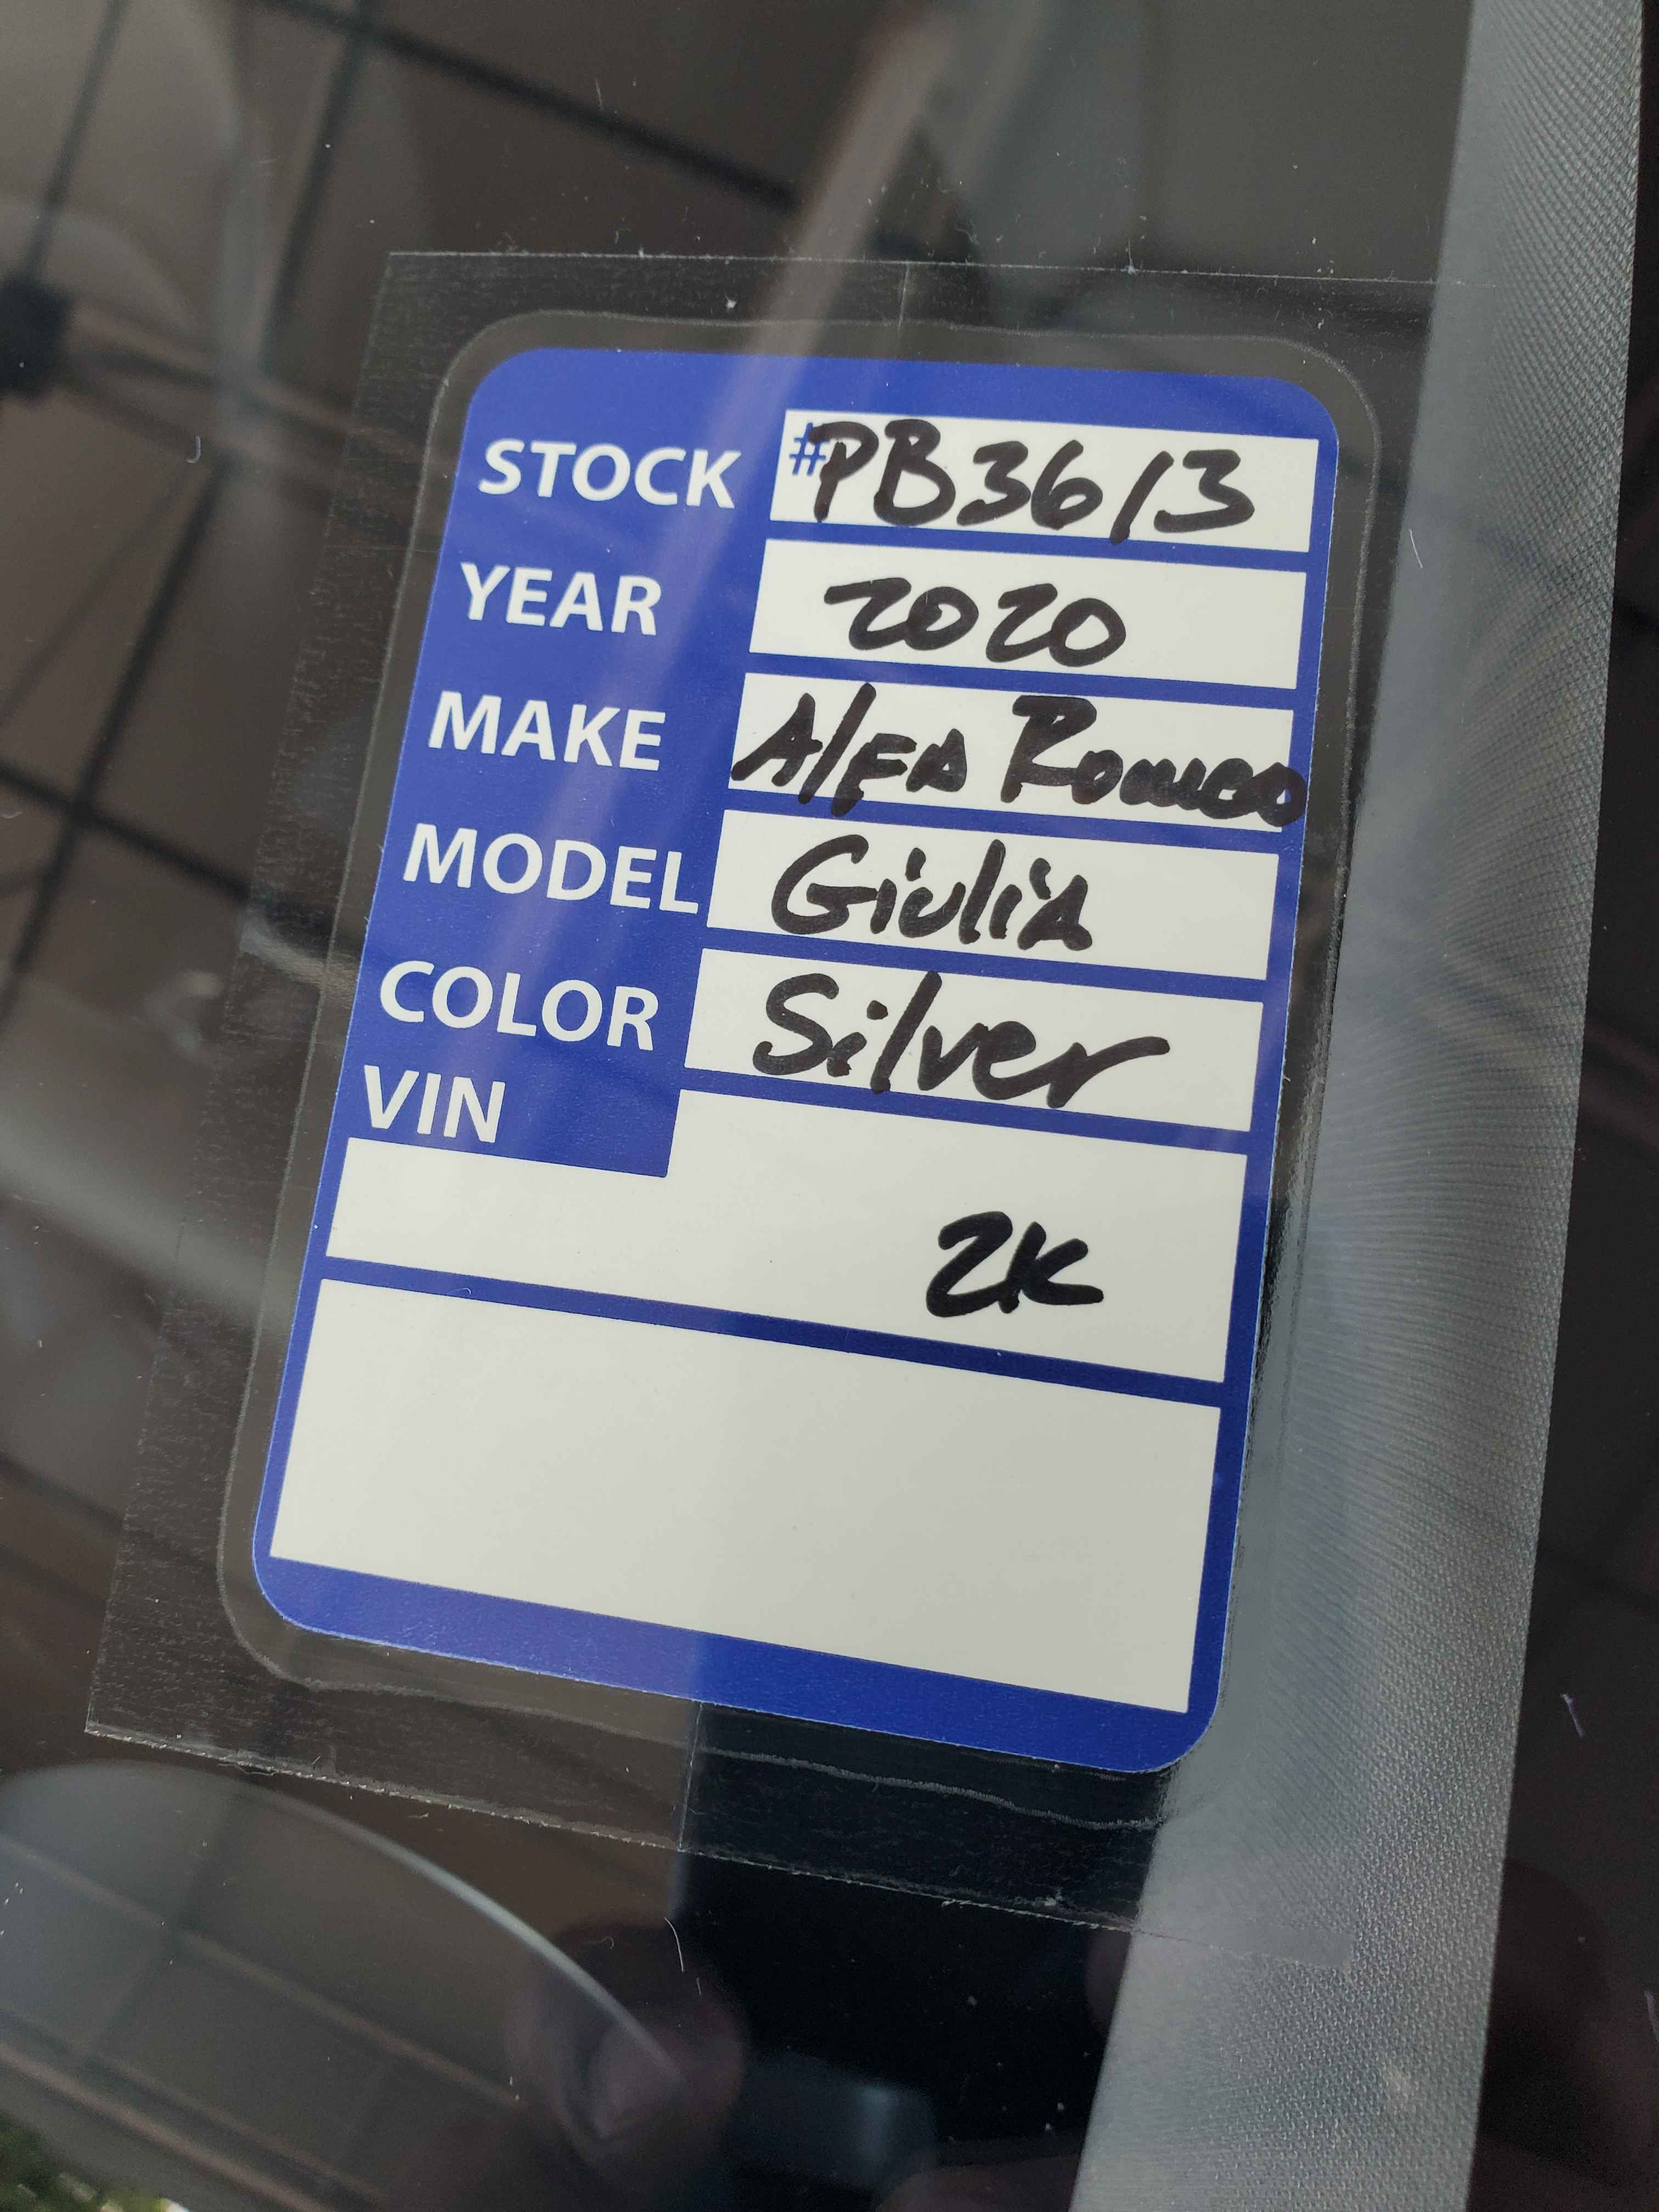 STOCK #PB3613
YEAR 2020
MAKE Alfa Romeo
MODEL Giulia
COLOR Silver
VIN
2K